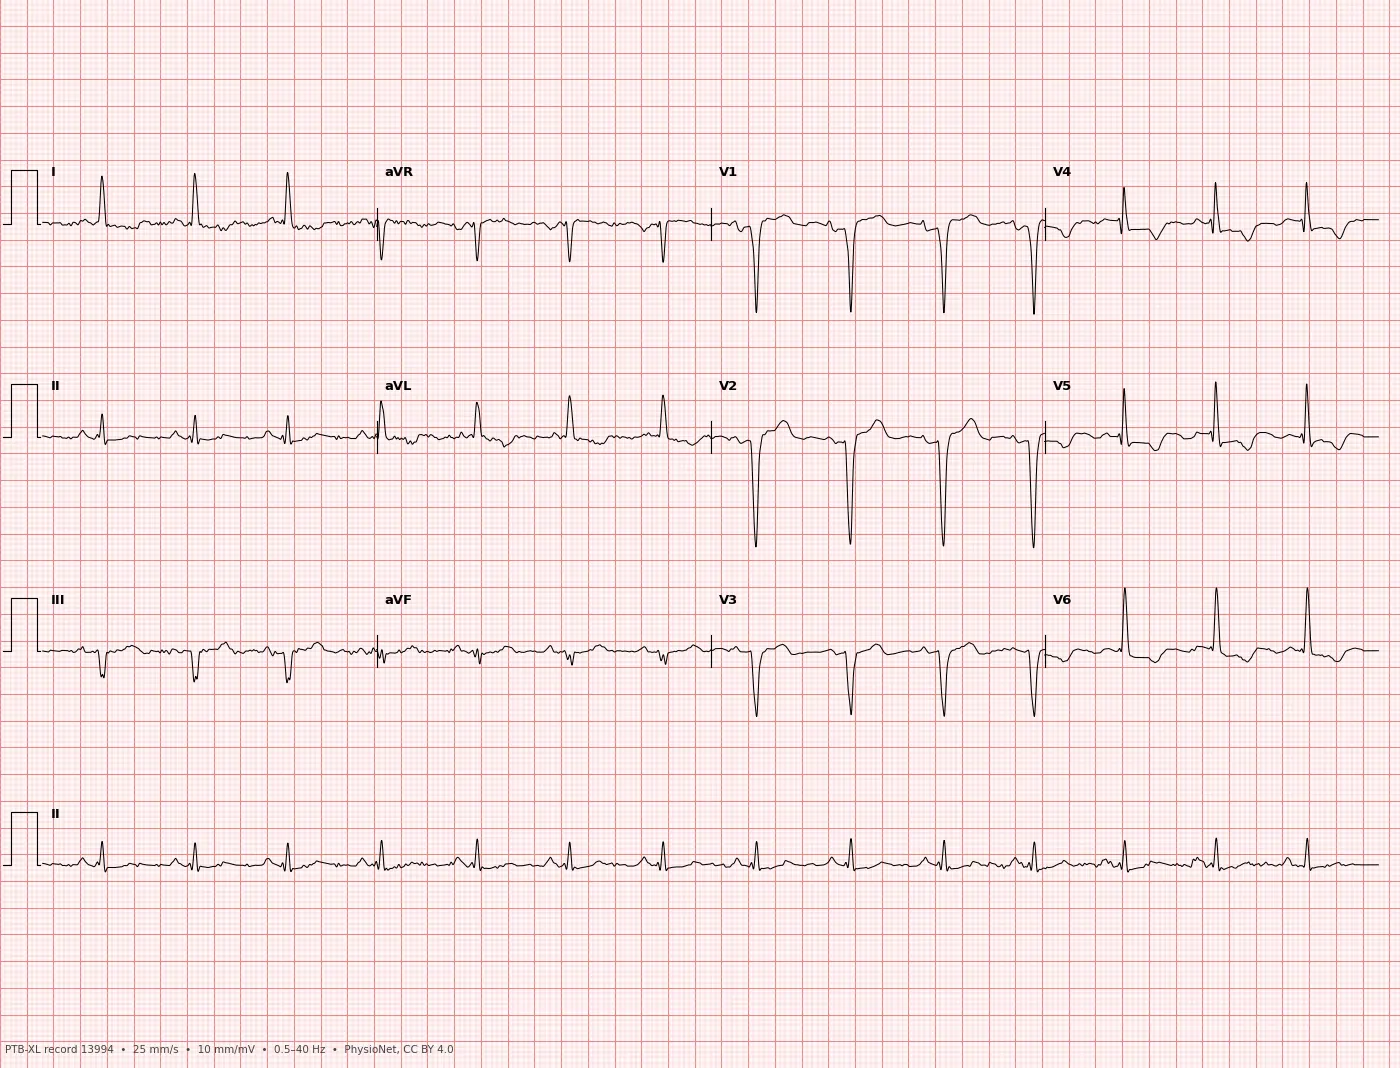 I aVR V1 V4
II aVL V2 V5
III aVF V3 V6
II
PTB-XL record 13994 • 25 mm/s • 10 mm/mV • 0.5–40 Hz • PhysioNet, CC BY 4.0